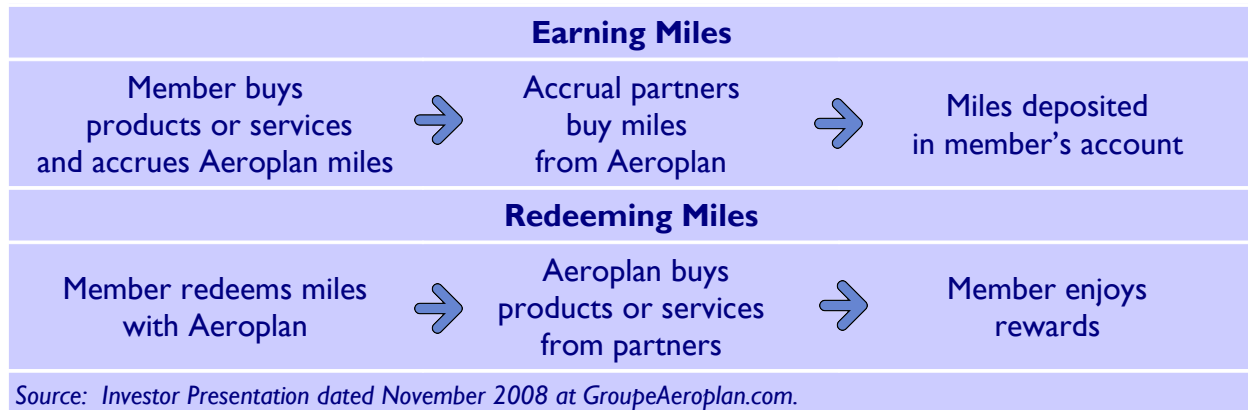 Earning Miles
Member buys
products or services
and accrues Aeroplan miles
Accrual partners
buy miles
from Aeroplan
Miles deposited
in member's account
Redeeming Miles
Member redeems miles
with Aeroplan
Aeroplan buys
products or services
from partners
Member enjoys
rewards
Source: Investor Presentation dated November 2008 at GroupeAeroplan.com.